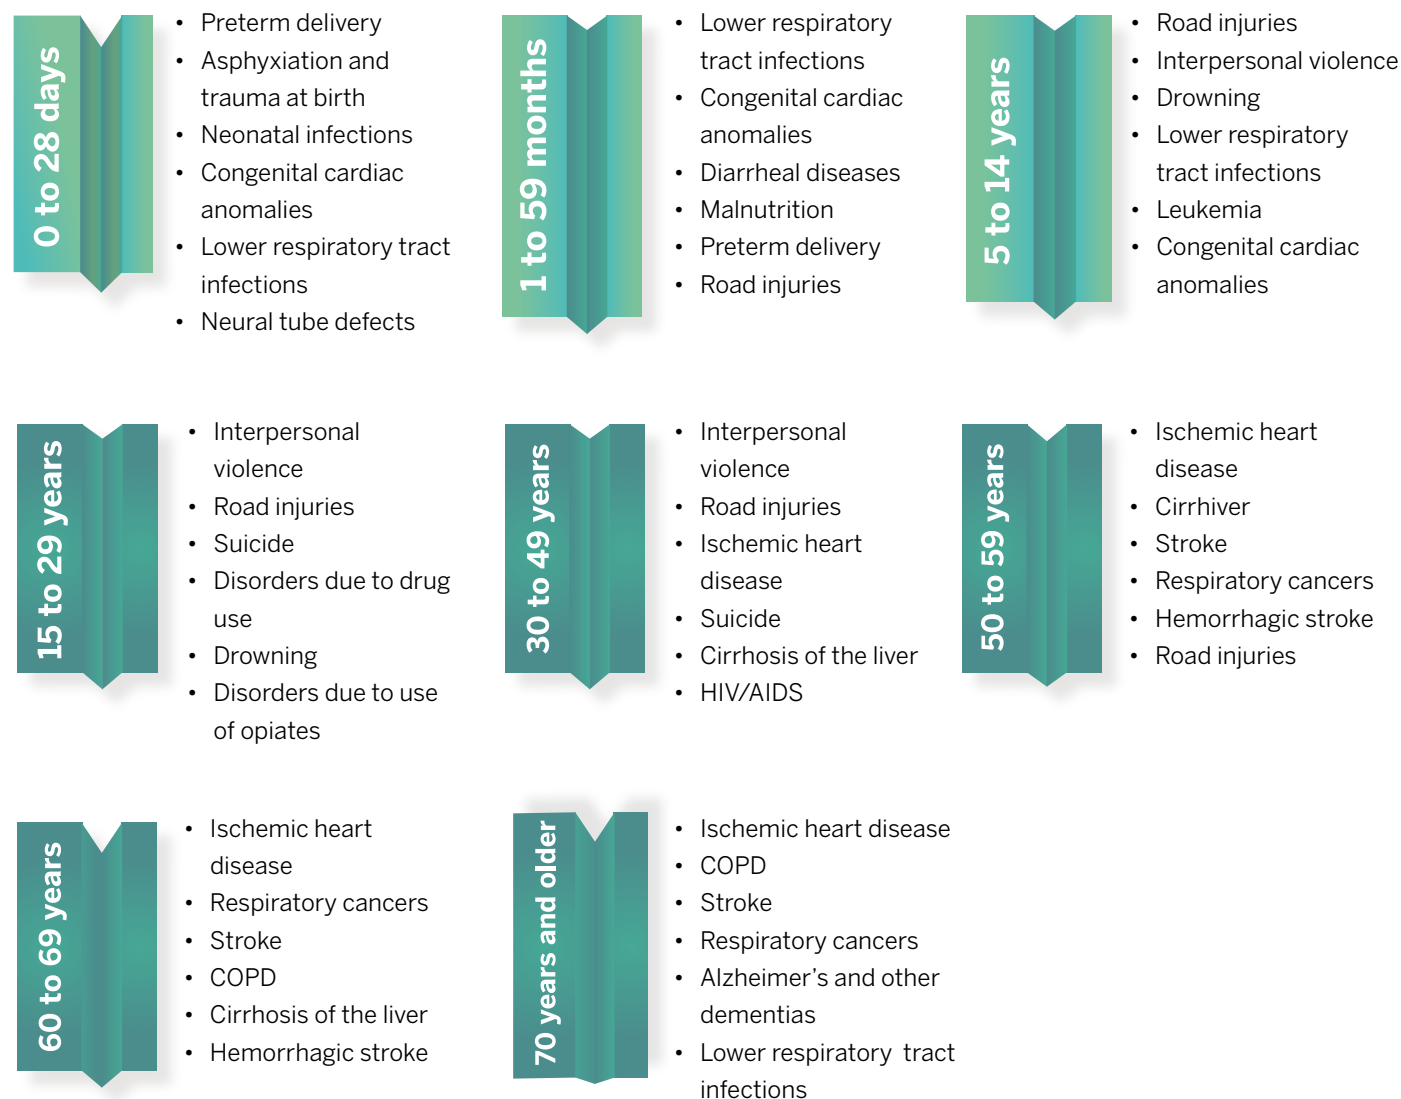 0 to 28 days
• Preterm delivery
• Asphyxiation and
trauma at birth
• Neonatal infections
• Congenital cardiac
anomalies
• Lower respiratory tract
infections
• Neural tube defects
1 to 59 months
• Lower respiratory
tract infections
• Congenital cardiac
anomalies
• Diarrheal diseases
• Malnutrition
• Preterm delivery
• Road injuries
5 to 14 years
• Road injuries
• Interpersonal violence
• Drowning
• Lower respiratory
tract infections
• Leukemia
• Congenital cardiac
anomalies
15 to 29 years
• Interpersonal
violence
• Road injuries
• Suicide
• Disorders due to drug
use
• Drowning
• Disorders due to use
of opiates
30 to 49 years
• Interpersonal
violence
• Road injuries
• Ischemic heart
disease
• Suicide
• Cirrhosis of the liver
• HIV/AIDS
50 to 59 years
• Ischemic heart
disease
• Cirrhiver
• Stroke
• Respiratory cancers
• Hemorrhagic stroke
• Road injuries
60 to 69 years
• Ischemic heart
disease
• Respiratory cancers
• Stroke
• COPD
• Cirrhosis of the liver
• Hemorrhagic stroke
70 years and older
• Ischemic heart disease
• COPD
• Stroke
• Respiratory cancers
• Alzheimer’s and other
dementias
• Lower respiratory tract
infections